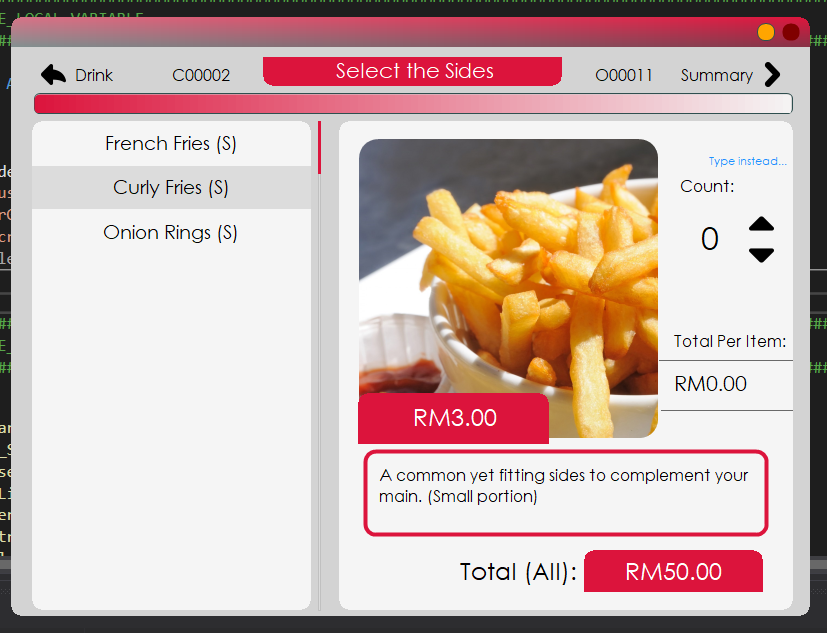 E_LOCAL_VARIABLE
Drink
C00002
Select the Sides
O00011
Summary
French Fries (S)
Curly Fries (S)
Onion Rings (S)
Type instead...
Count:
0
Total Per Item:
RM0.00
RM3.00
A common yet fitting sides to complement your
main. (Small portion)
Total (All):
RM50.00